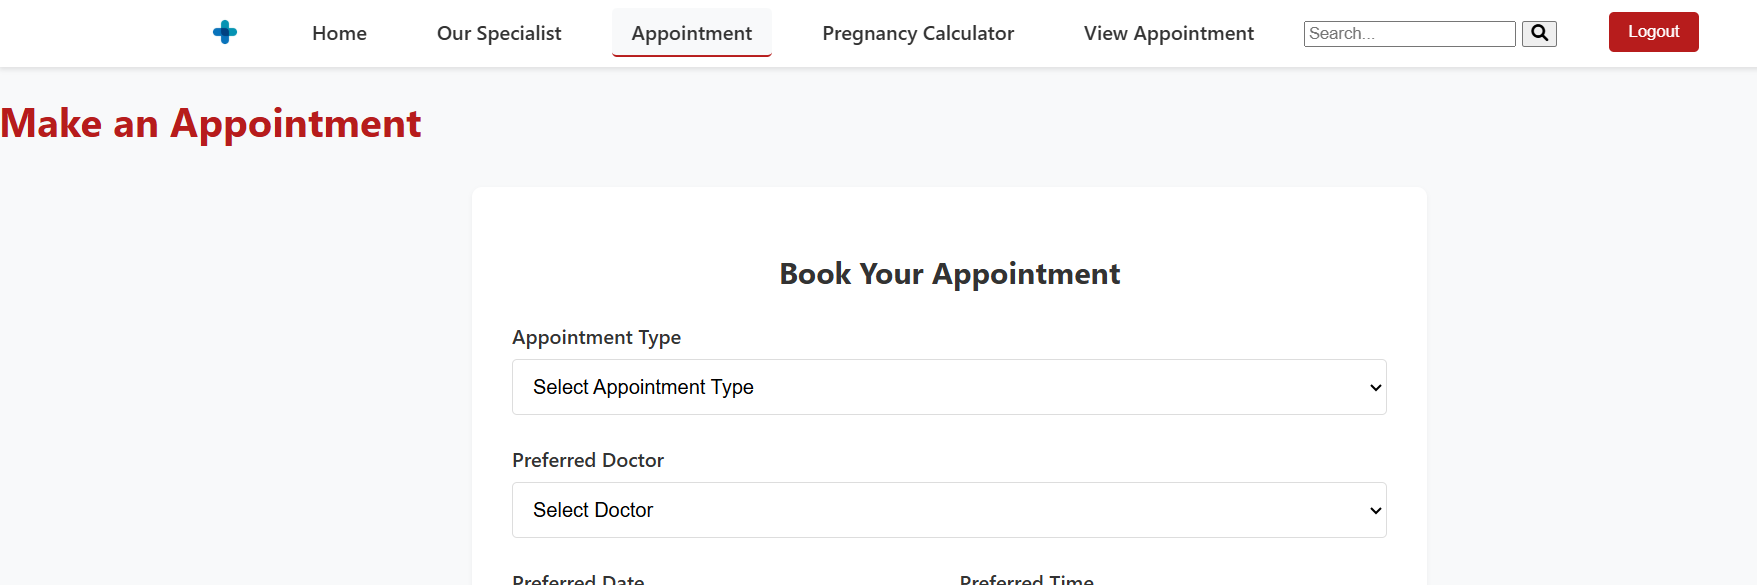 Home Our Specialist Appointment Pregnancy Calculator View Appointment Search... Logout
Make an Appointment
Book Your Appointment
Appointment Type
Select Appointment Type
Preferred Doctor
Select Doctor
Preferred Date Preferred Time